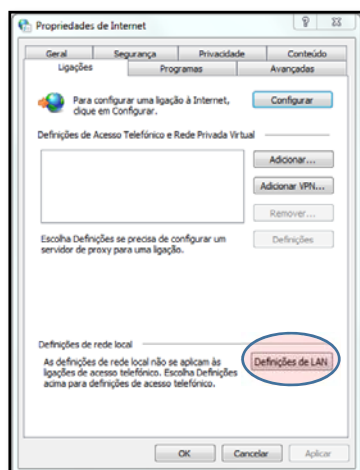 Propriedades de Internet
Geral Segurança Privacidade Conteúdo
Ligações Programas Avançadas
Para configurar uma ligação à Internet, Configurar
clique em Configurar.
Definições de Acesso Telefónico e Rede Privada Virtual
Adicionar...
Adicionar VPN...
Remover...
Escolha Definições se precisa de configurar um Definições
servidor de proxy para uma ligação.
Definições de rede local
As definições de rede local não se aplicam às Definições de LAN
ligações de acesso telefónico. Escolha Definições
acima para definições de acesso telefónico.
OK Cancelar Aplicar